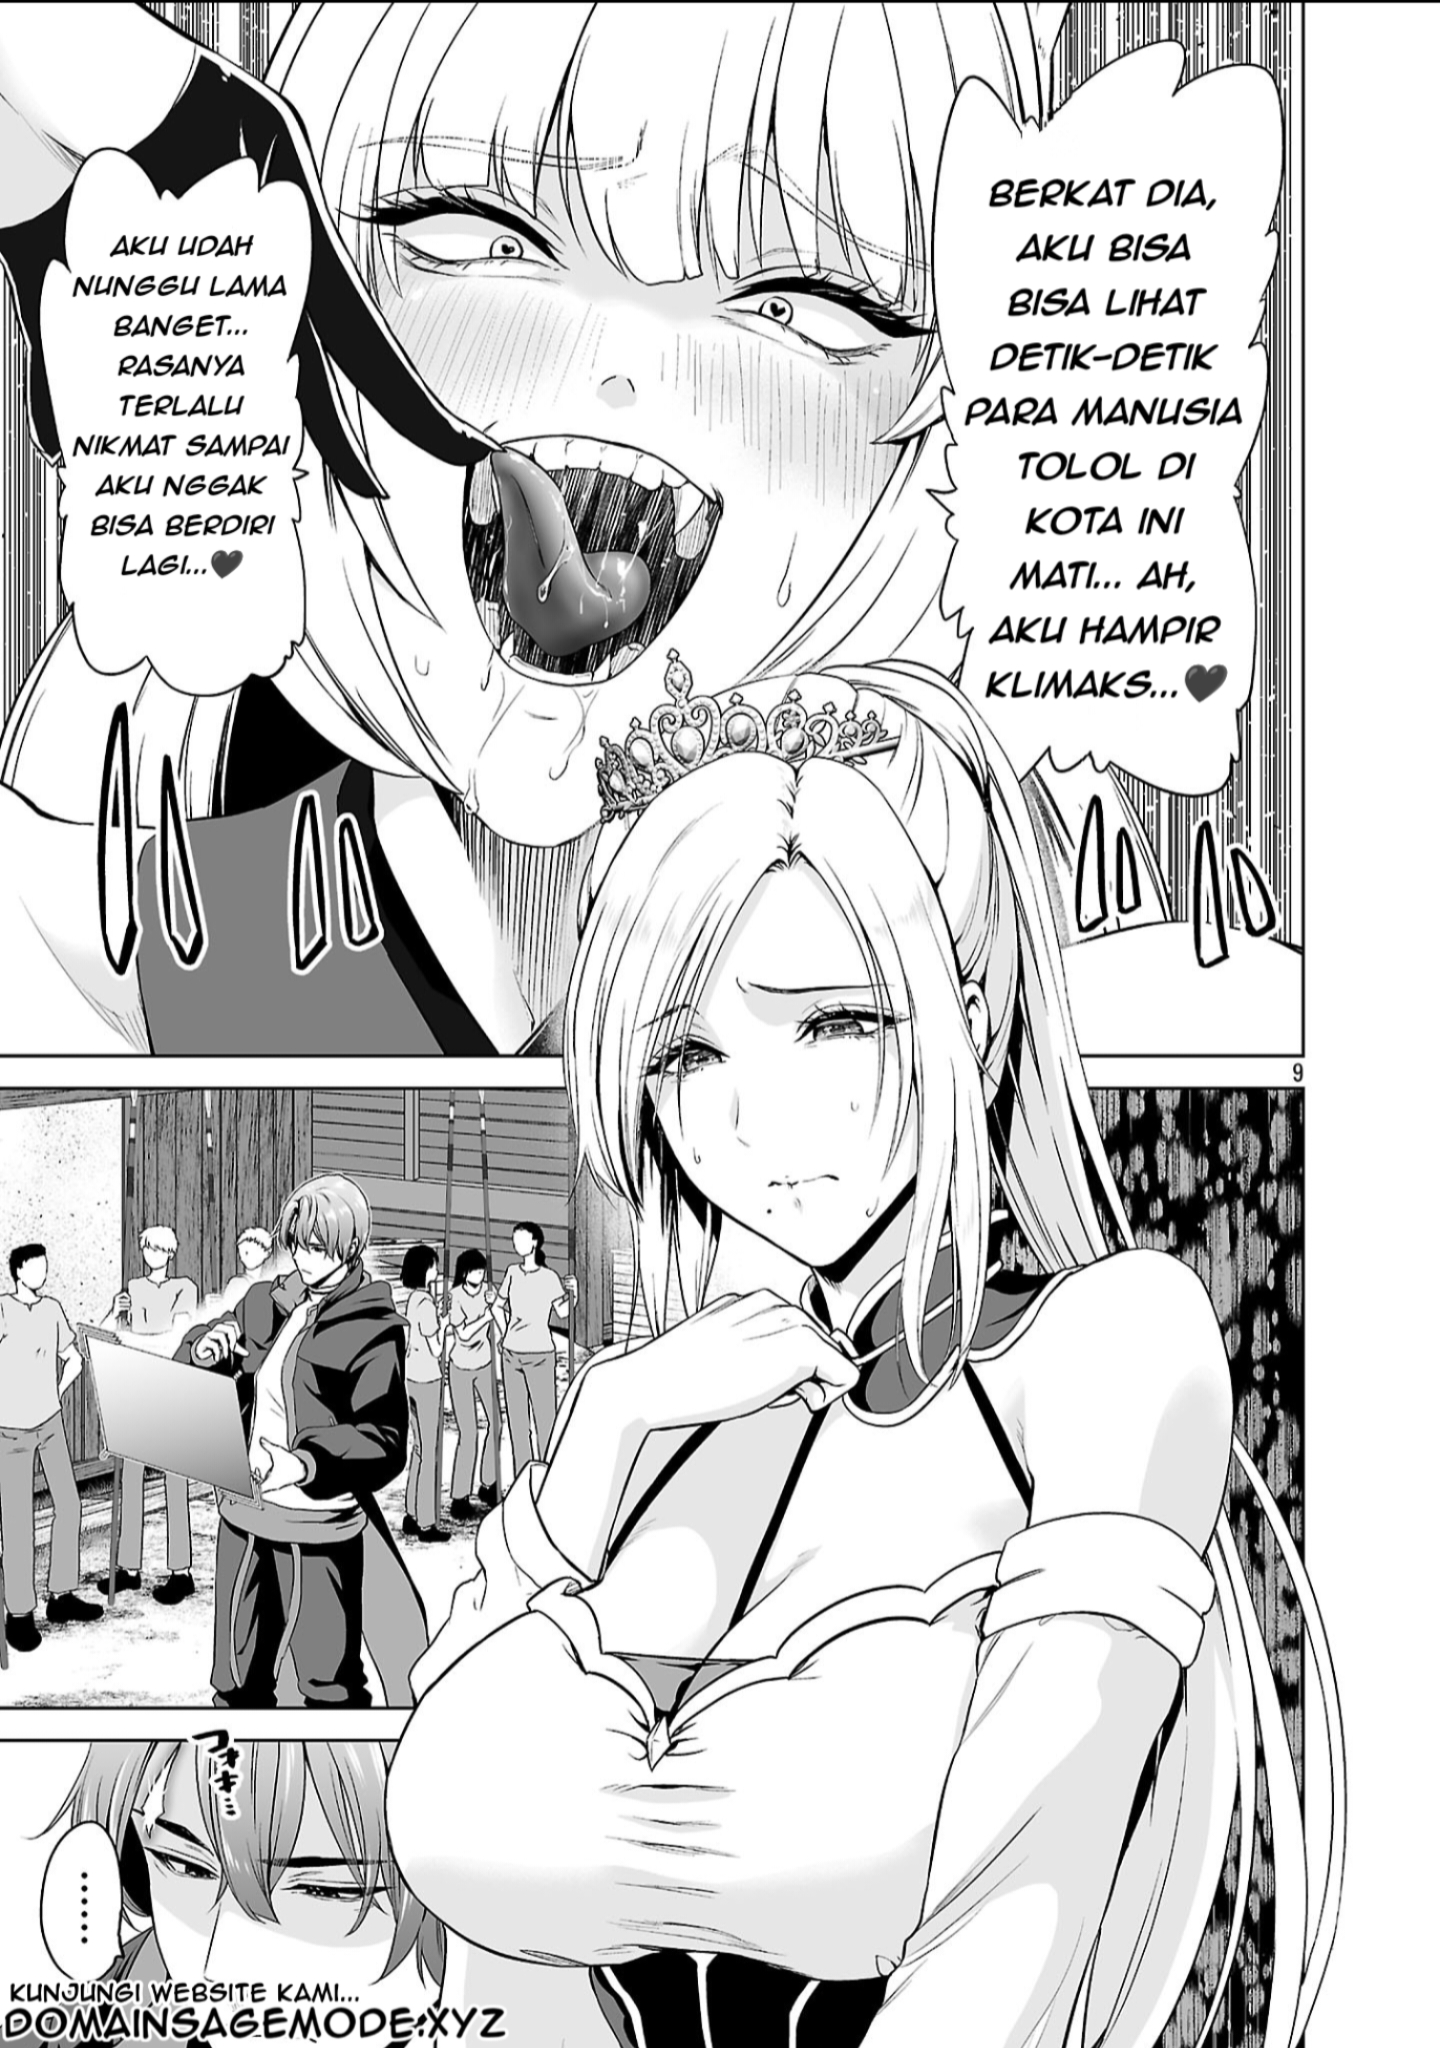 BERKAT DIA,
AKU BISA
BISA LIHAT
DETIK-DETIK
PARA MANUSIA
TOLOL DI
KOTA INI
MATI... AH,
AKU HAMPIR
KLIMAKS...🖤
AKU UDAH
NUNGGU LAMA
BANGET...
RASANYA
TERLALU
NIKMAT SAMPAI
AKU NGGAK
BISA BERDIRI
LAGI...🖤
9
コキ…
……
KUNJUNGI WEBSITE KAMI...
DOMAINSAGEMODE.XYZ